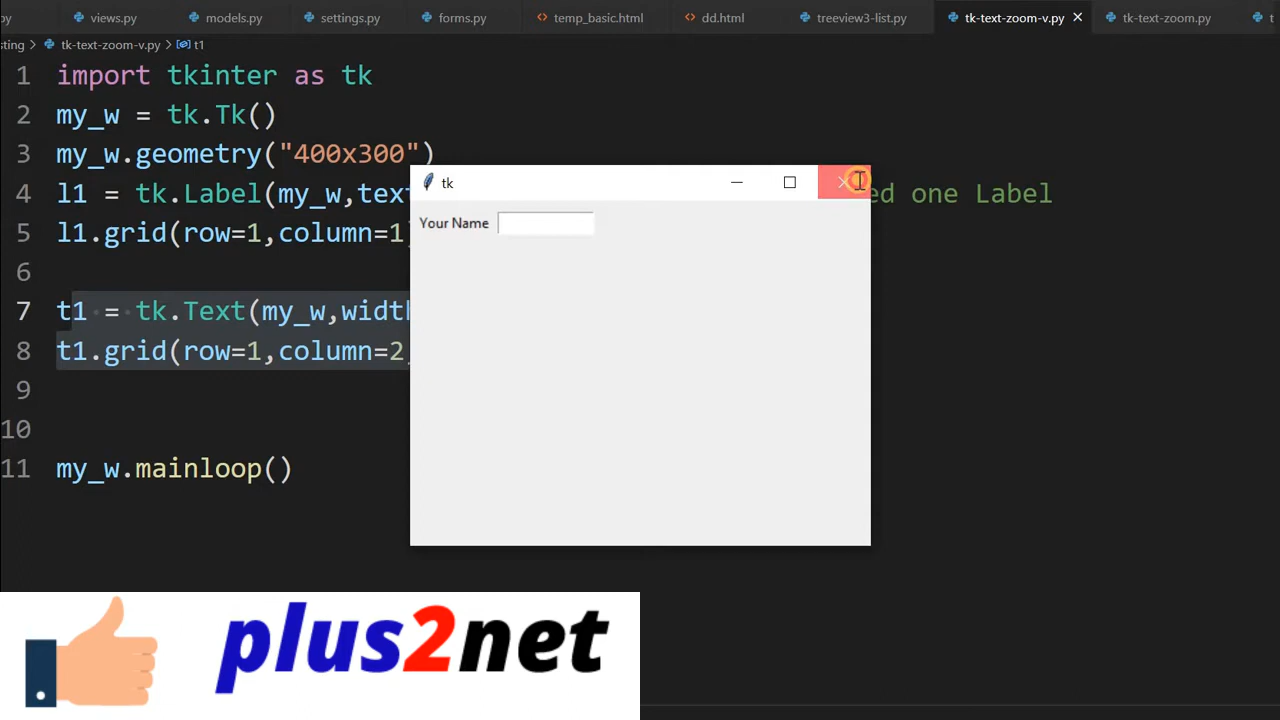 py views.py models.py settings.py forms.py temp_basic.html dd.html treeview3-list.py tk-text-zoom-v.py tk-text-zoom.py t
sting > tk-text-zoom-v.py > t1
1 import tkinter as tk
2 my_w = tk.Tk()
3 my_w.geometry("400x300")
4 l1 = tk.Label(my_w,text ed one Label
5 l1.grid(row=1,column=1
6
7 t1 = tk.Text(my_w,width
8 t1.grid(row=1,column=2
9
10
11 my_w.mainloop()
tk
Your Name
plus2net